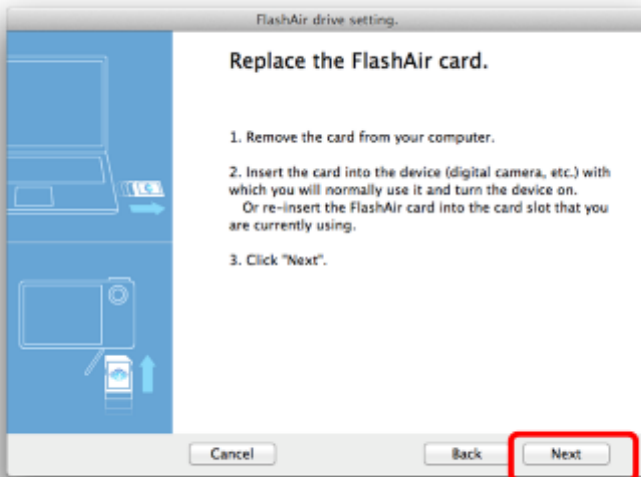 FlashAir drive setting.
Replace the FlashAir card.
1. Remove the card from your computer.
2. Insert the card into the device (digital camera, etc.) with
which you will normally use it and turn the device on.
Or re-insert the FlashAir card into the card slot that you
are currently using.
3. Click "Next".
Cancel
Back
Next